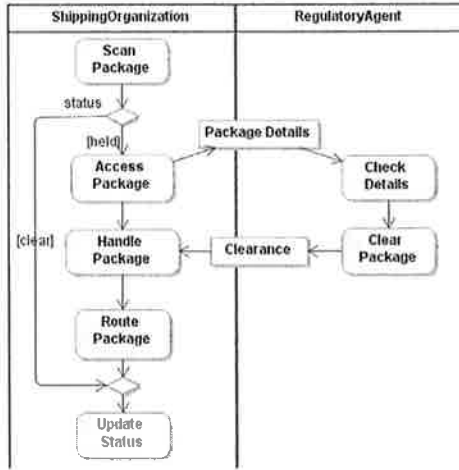 ShippingOrganization
RegulatoryAgent
Scan
Package
status
[held]
Package Details
Access
Package
Check
Details
[clear]
Handle
Package
Clearance
Clear
Package
Route
Package
Update
Status